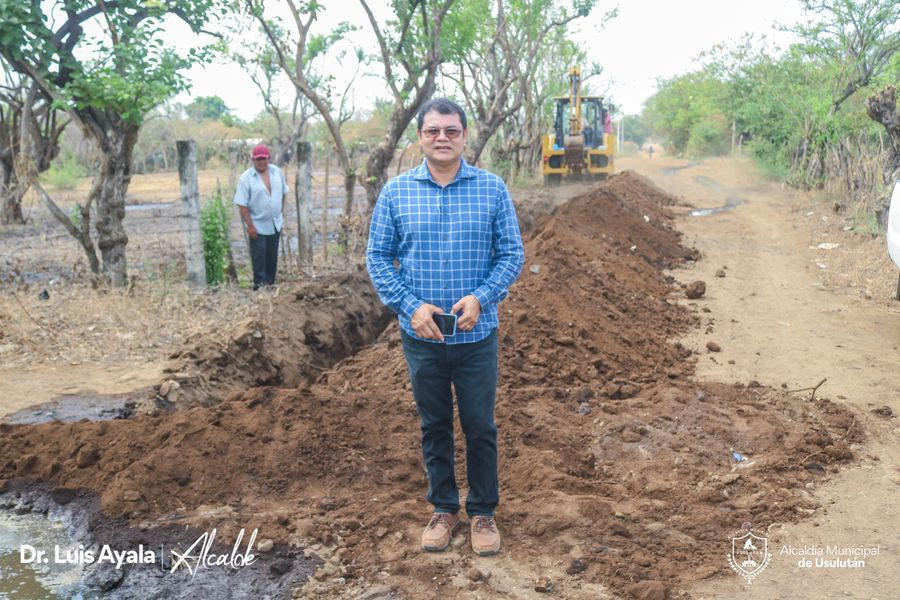 Dr. Luis Ayala | Alcalde
Alcaldía Municipal
de Usulután